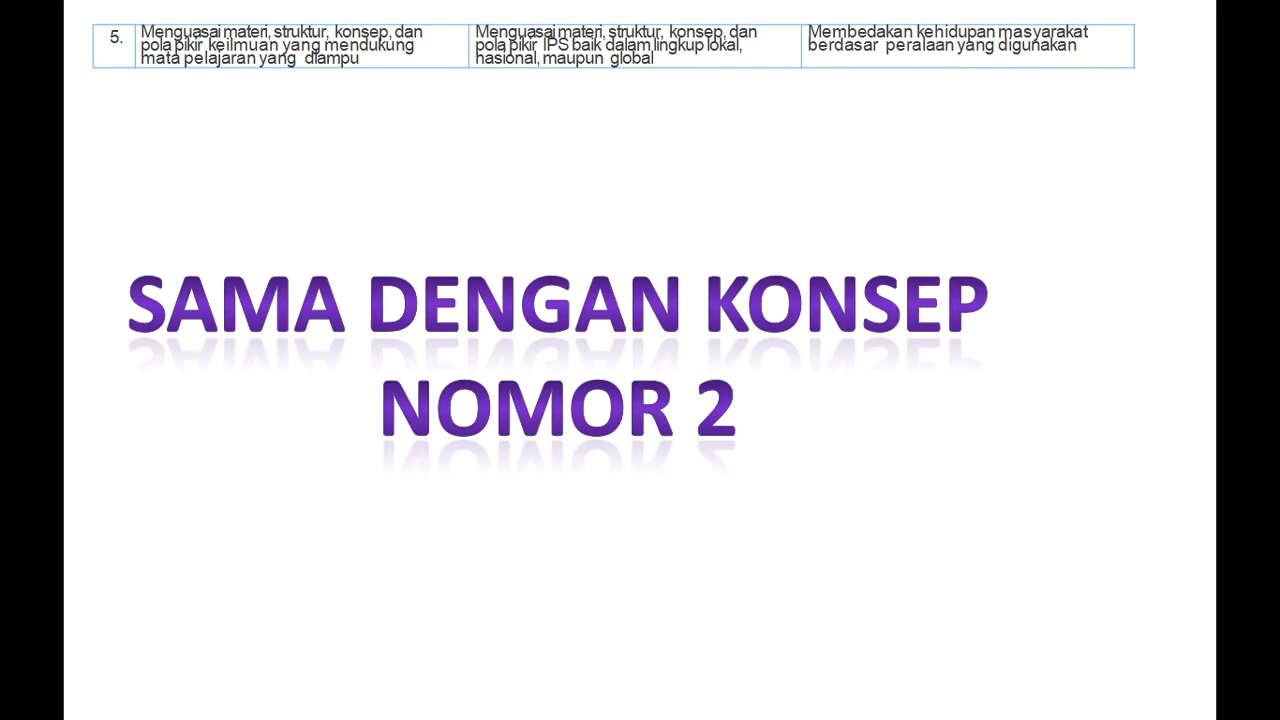 5.
Menguasai materi, struktur, konsep, dan
pola pikir keilmuan yang mendukung
mata pelajaran yang diampu
Menguasai materi, struktur, konsep, dan
pola pikir IPS baik dalam lingkup lokal,
nasional, maupun global
Membedakan kehidupan masyarakat
berdasar peralaan yang digunakan
SAMA DENGAN KONSEP
NOMOR 2